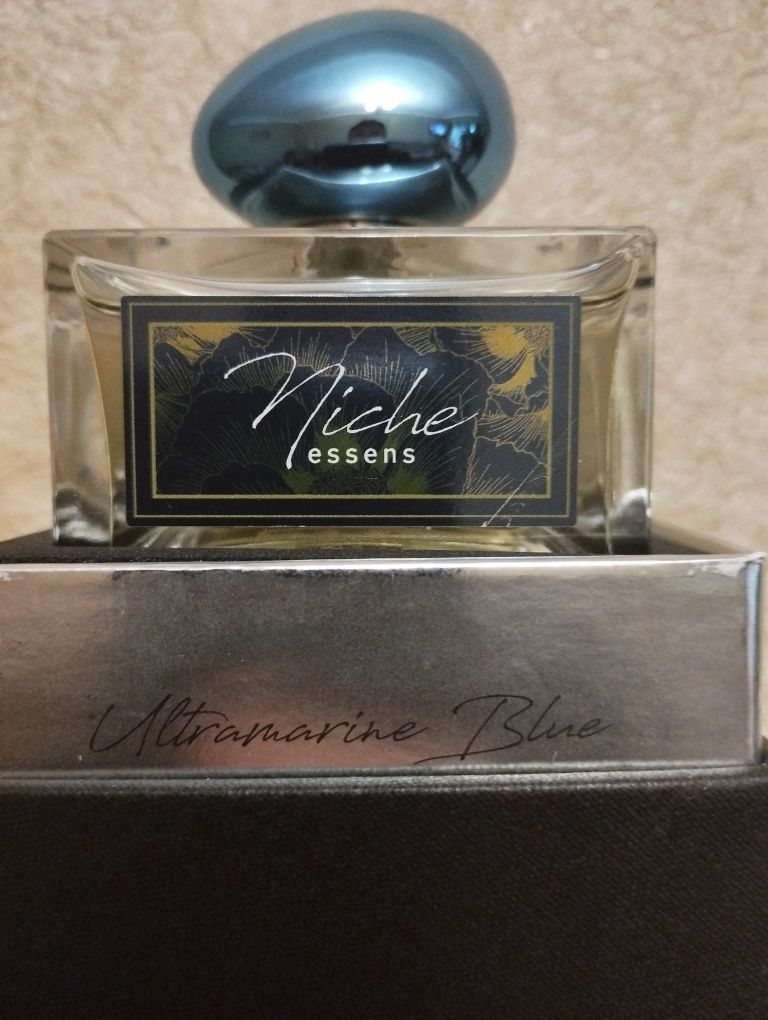 Niche
essens
Ultramarine Blue